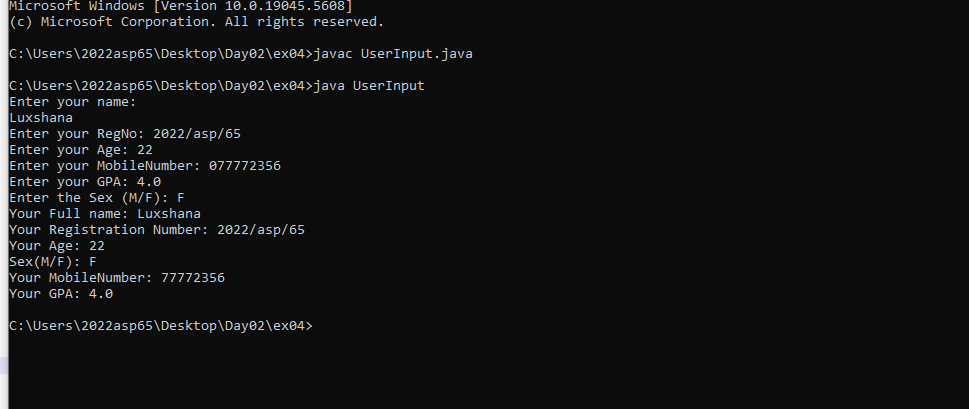 Microsoft Windows [Version 10.0.19045.5608]
(c) Microsoft Corporation. All rights reserved.
C:\Users\2022asp65\Desktop\Day02\ex04>javac UserInput.java
C:\Users\2022asp65\Desktop\Day02\ex04>java UserInput
Enter your name:
Luxshana
Enter your RegNo: 2022/asp/65
Enter your Age: 22
Enter your MobileNumber: 077772356
Enter your GPA: 4.0
Enter the Sex (M/F): F
Your Full name: Luxshana
Your Registration Number: 2022/asp/65
Your Age: 22
Sex(M/F): F
Your MobileNumber: 77772356
Your GPA: 4.0
C:\Users\2022asp65\Desktop\Day02\ex04>